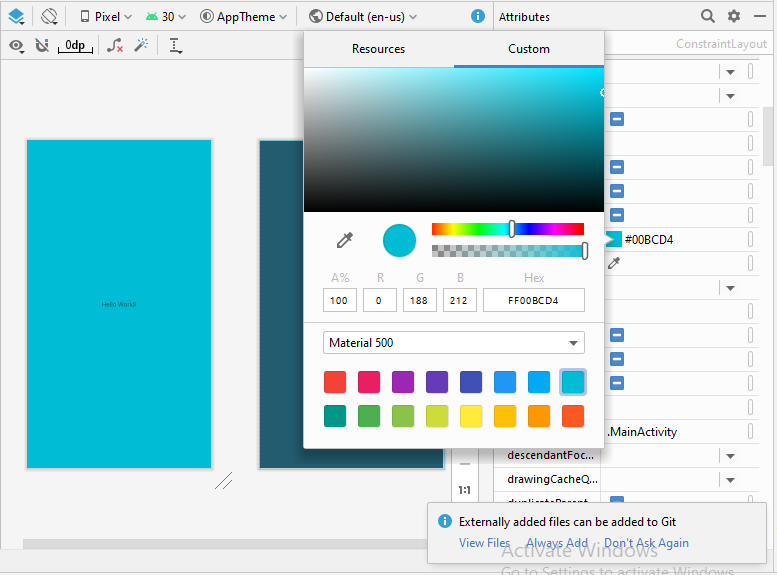 Pixel 30 AppTheme Default (en-us) Attributes
0dp ConstraintLayout
Resources Custom
Hello World!
#00BCD4
A% R G B Hex
100 0 188 212 FF00BCD4
Material 500
.MainActivity
descendantFoc...
drawingCacheQ...
1:1
duplicateParent
Externally added files can be added to Git
View Files Always Add Don't Ask Again
Activate Windows
Go to Settings to activate Windows